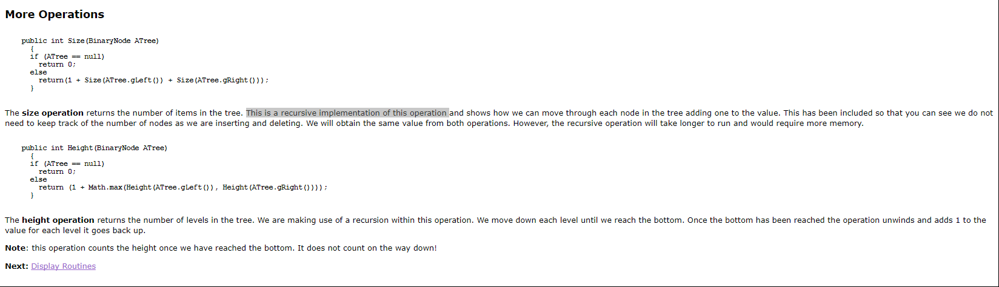 More Operations
public int Size(BinaryNode ATree)
{
if (ATree == null)
return 0;
else
return(1 + Size(ATree.gLeft()) + Size(ATree.gRight()));
}
The size operation returns the number of items in the tree. This is a recursive implementation of this operation and shows how we can move through each node in the tree adding one to the value. This has been included so that you can see we do not
need to keep track of the number of nodes as we are inserting and deleting. We will obtain the same value from both operations. However, the recursive operation will take longer to run and would require more memory.
public int Height(BinaryNode ATree)
{
if (ATree == null)
return 0;
else
return (1 + Math.max(Height(ATree.gLeft()), Height(ATree.gRight())));
}
The height operation returns the number of levels in the tree. We are making use of a recursion within this operation. We move down each level until we reach the bottom. Once the bottom has been reached the operation unwinds and adds 1 to the
value for each level it goes back up.
Note: this operation counts the height once we have reached the bottom. It does not count on the way down!
Next: Display Routines